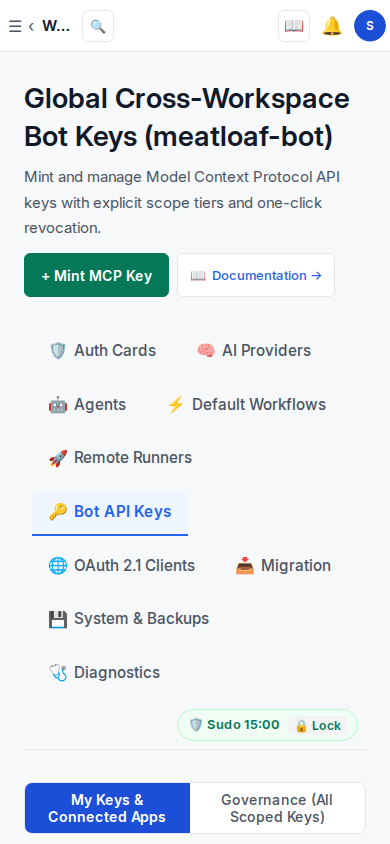 W...
S
Global Cross-Workspace
Bot Keys (meatloaf-bot)
Mint and manage Model Context Protocol API
keys with explicit scope tiers and one-click
revocation.
+ Mint MCP Key
Documentation →
Auth Cards
AI Providers
Agents
Default Workflows
Remote Runners
Bot API Keys
OAuth 2.1 Clients
Migration
System & Backups
Diagnostics
Sudo 15:00
Lock
My Keys &
Connected Apps
Governance (All
Scoped Keys)